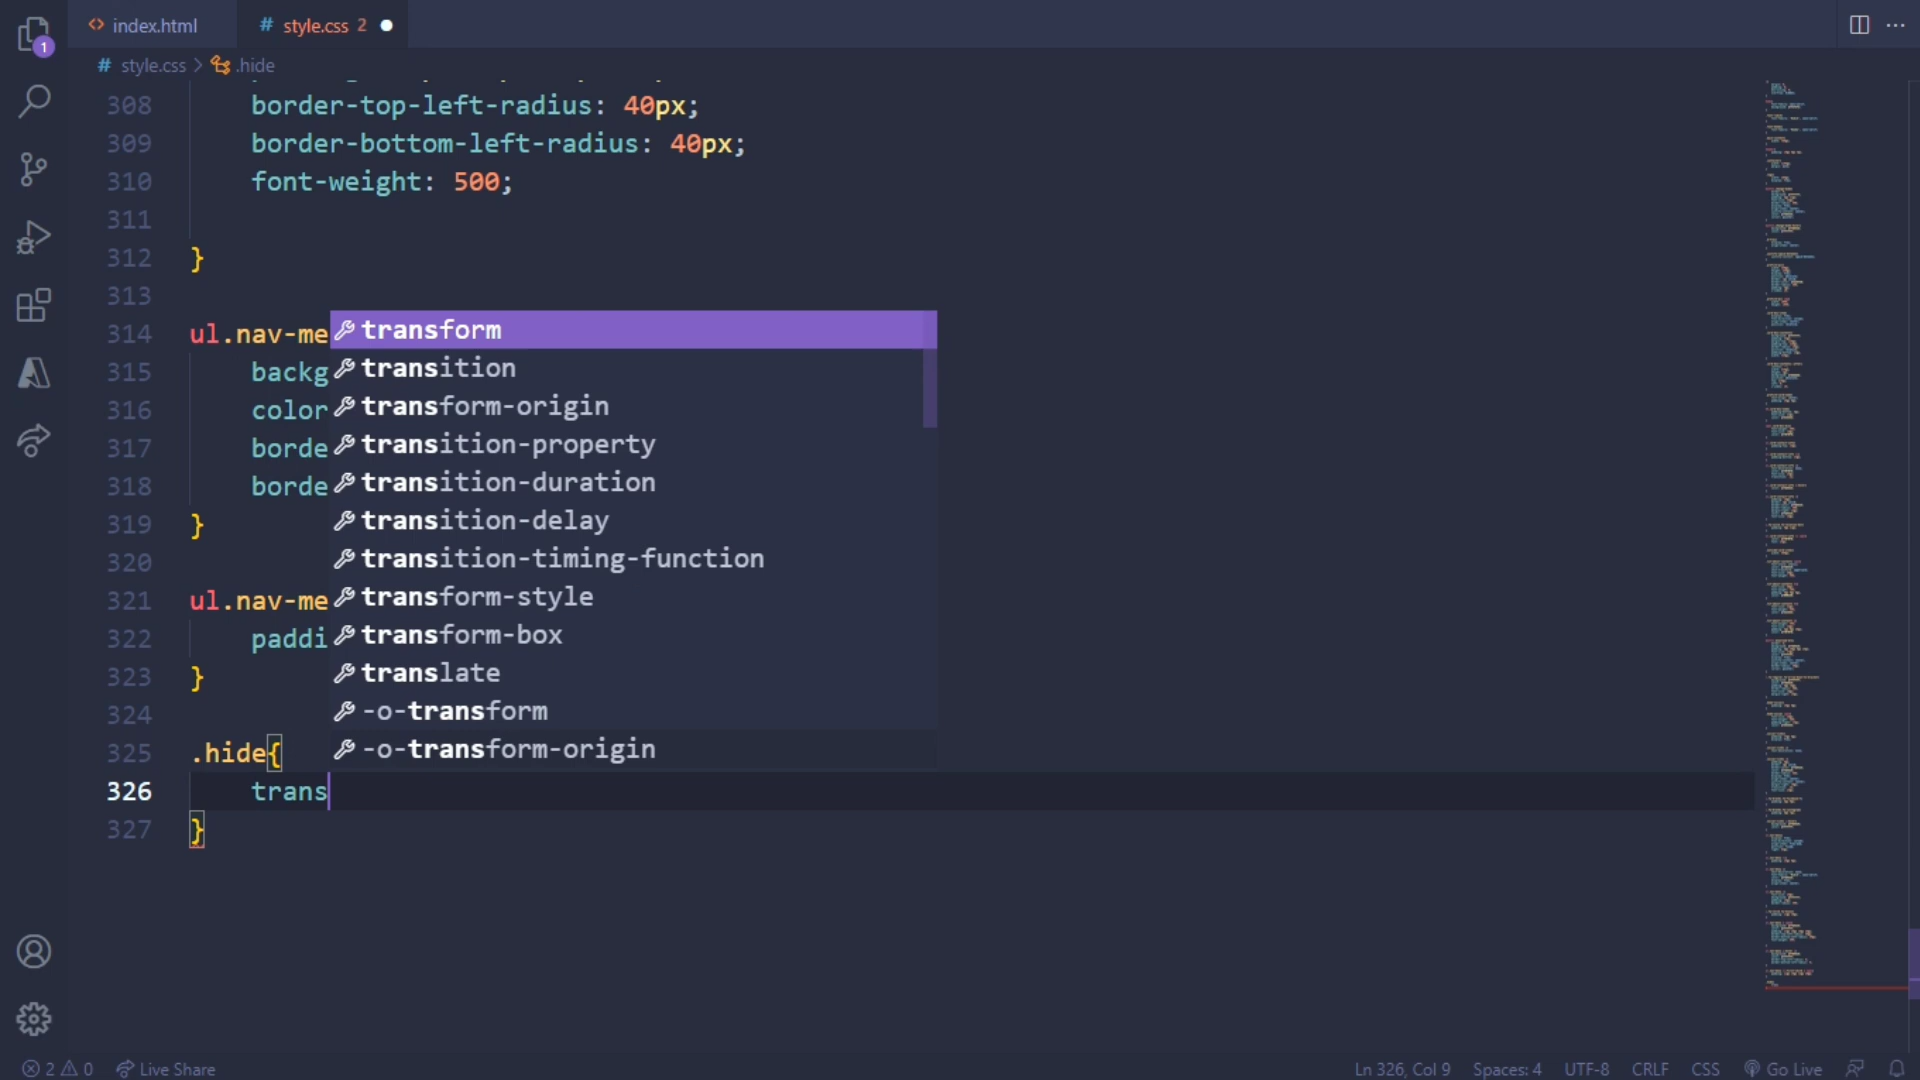 1
<> index.html
# style.css 2
# style.css > .hide
308 border-top-left-radius: 40px;
309 border-bottom-left-radius: 40px;
310 font-weight: 500;
311
312 }
313
314 ul.nav-me
315 backg
316 color
317 borde
318 borde
319 }
320
321 ul.nav-me
322 paddi
323 }
324
325 .hide{
326 trans
327 }
transform
transition
transform-origin
transition-property
transition-duration
transition-delay
transition-timing-function
transform-style
transform-box
translate
-o-transform
-o-transform-origin
2 0 Live Share Ln 326, Col 9 Spaces: 4 UTF-8 CRLF CSS Go Live